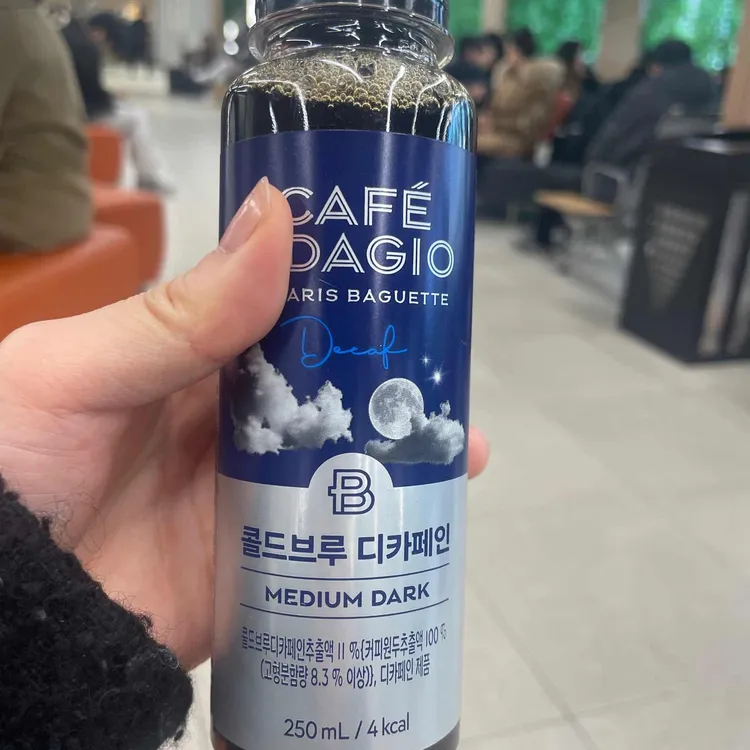 CAFÉ
DAGIO
ARIS BAGUETTE
Decaf
B
콜드브루 디카페인
MEDIUM DARK
콜드브루디카페인추출액 11 %{커피원두추출액 100 %
(고형분함량 8.3 % 이상)}, 디카페인 제품
250 mL / 4 kcal